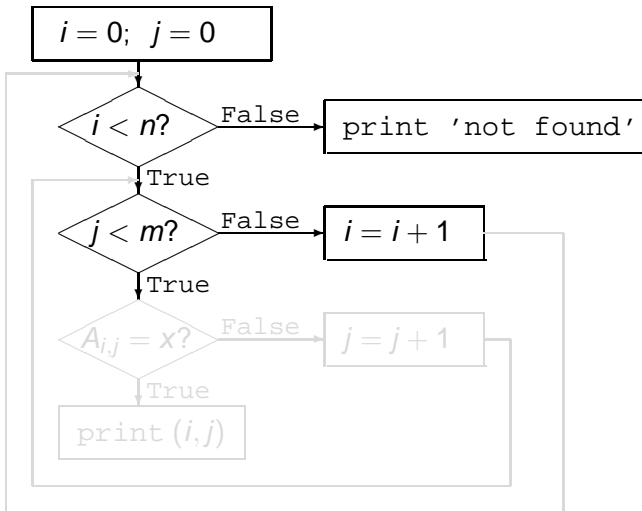 i = 0; j = 0
i < n?
False
print 'not found'
True
j < m?
False
i = i + 1
True
A_{i,j} = x?
False
j = j + 1
True
print (i, j)